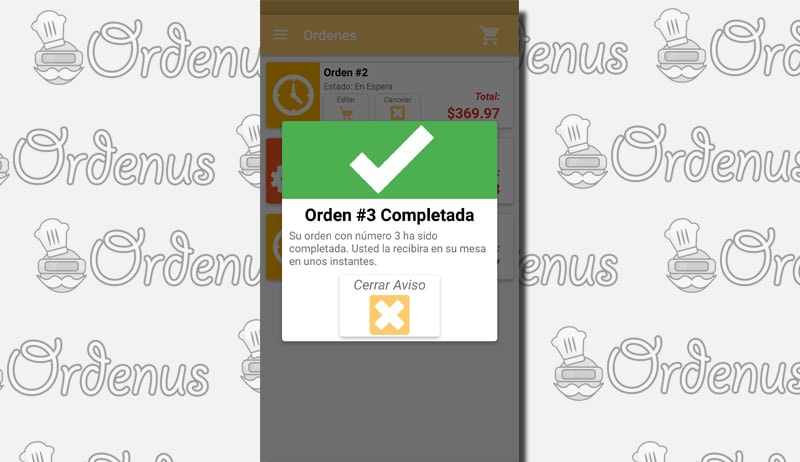 Ordenus
Ordenus
Ordenus
Ordenus
Ordenus
Ordenus
Ordenus
Ordenus
Ordenes
Orden #2
Estado: En Espera
Editar
Cancelar
Total:
$369.97
Orden #3 Completada
Su orden con número 3 ha sido
completada. Usted la recibira en su mesa
en unos instantes.
Cerrar Aviso